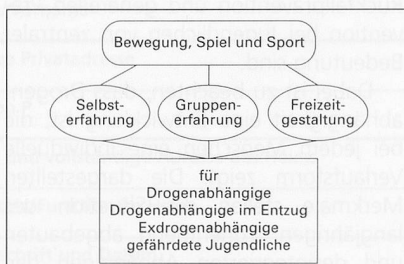 Bewegung, Spiel und Sport
Selbst-
erfahrung
Gruppen-
erfahrung
Freizeit-
gestaltung
für
Drogenabhängige
Drogenabhängige im Entzug
Exdrogenabhängige
gefährdete Jugendliche